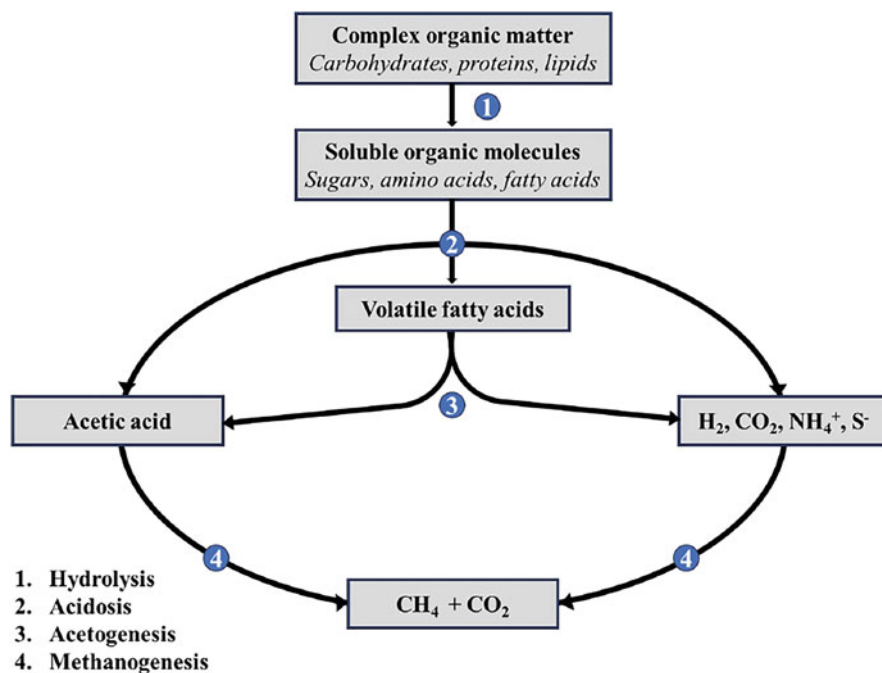 Complex organic matter
Carbohydrates, proteins, lipids
1
Soluble organic molecules
Sugars, amino acids, fatty acids
2
Volatile fatty acids
3
Acetic acid
H₂, CO₂, NH₄⁺, S⁻
4
4
CH₄ + CO₂
1. Hydrolysis
2. Acidosis
3. Acetogenesis
4. Methanogenesis